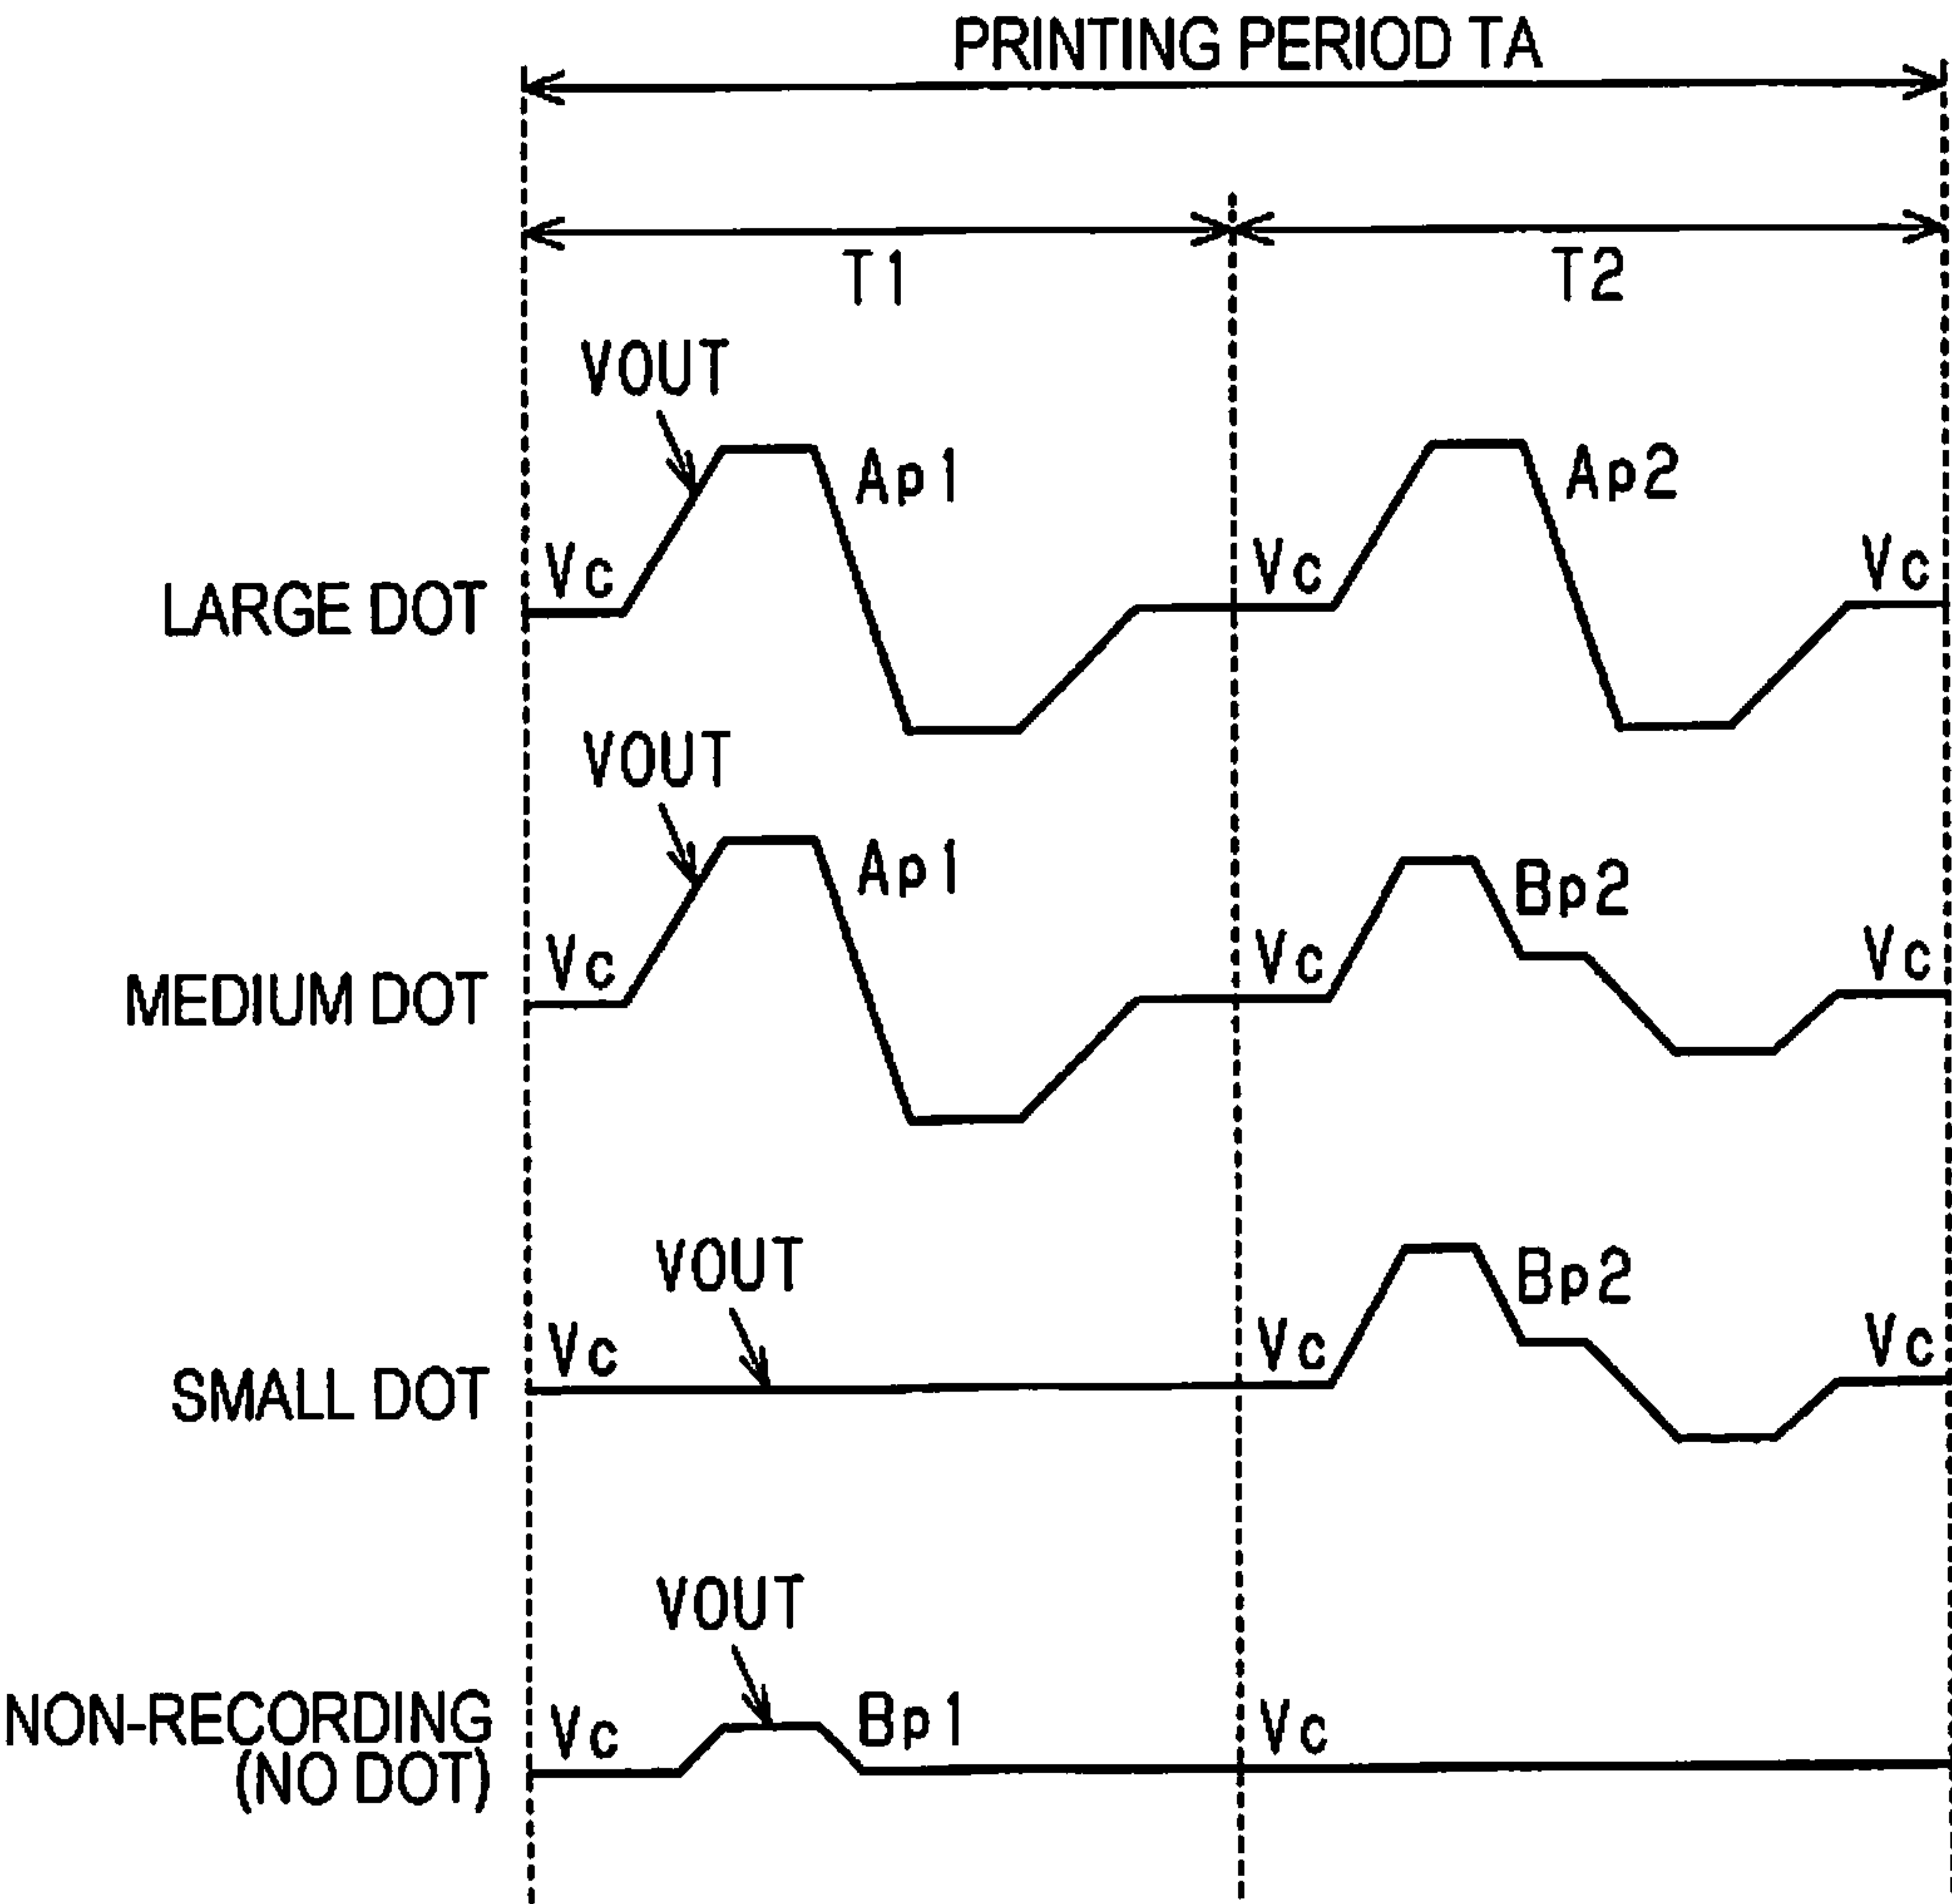 PRINTING PERIOD TA
T1
T2
VOUT
Ap1
Ap2
Vc
Vc
Vc
LARGE DOT
VOUT
Ap1
Bp2
Vc
Vc
Vc
MEDIUM DOT
VOUT
Bp2
Vc
Vc
Vc
SMALL DOT
VOUT
Bp1
Vc
Vc
NON-RECORDING
(NO DOT)